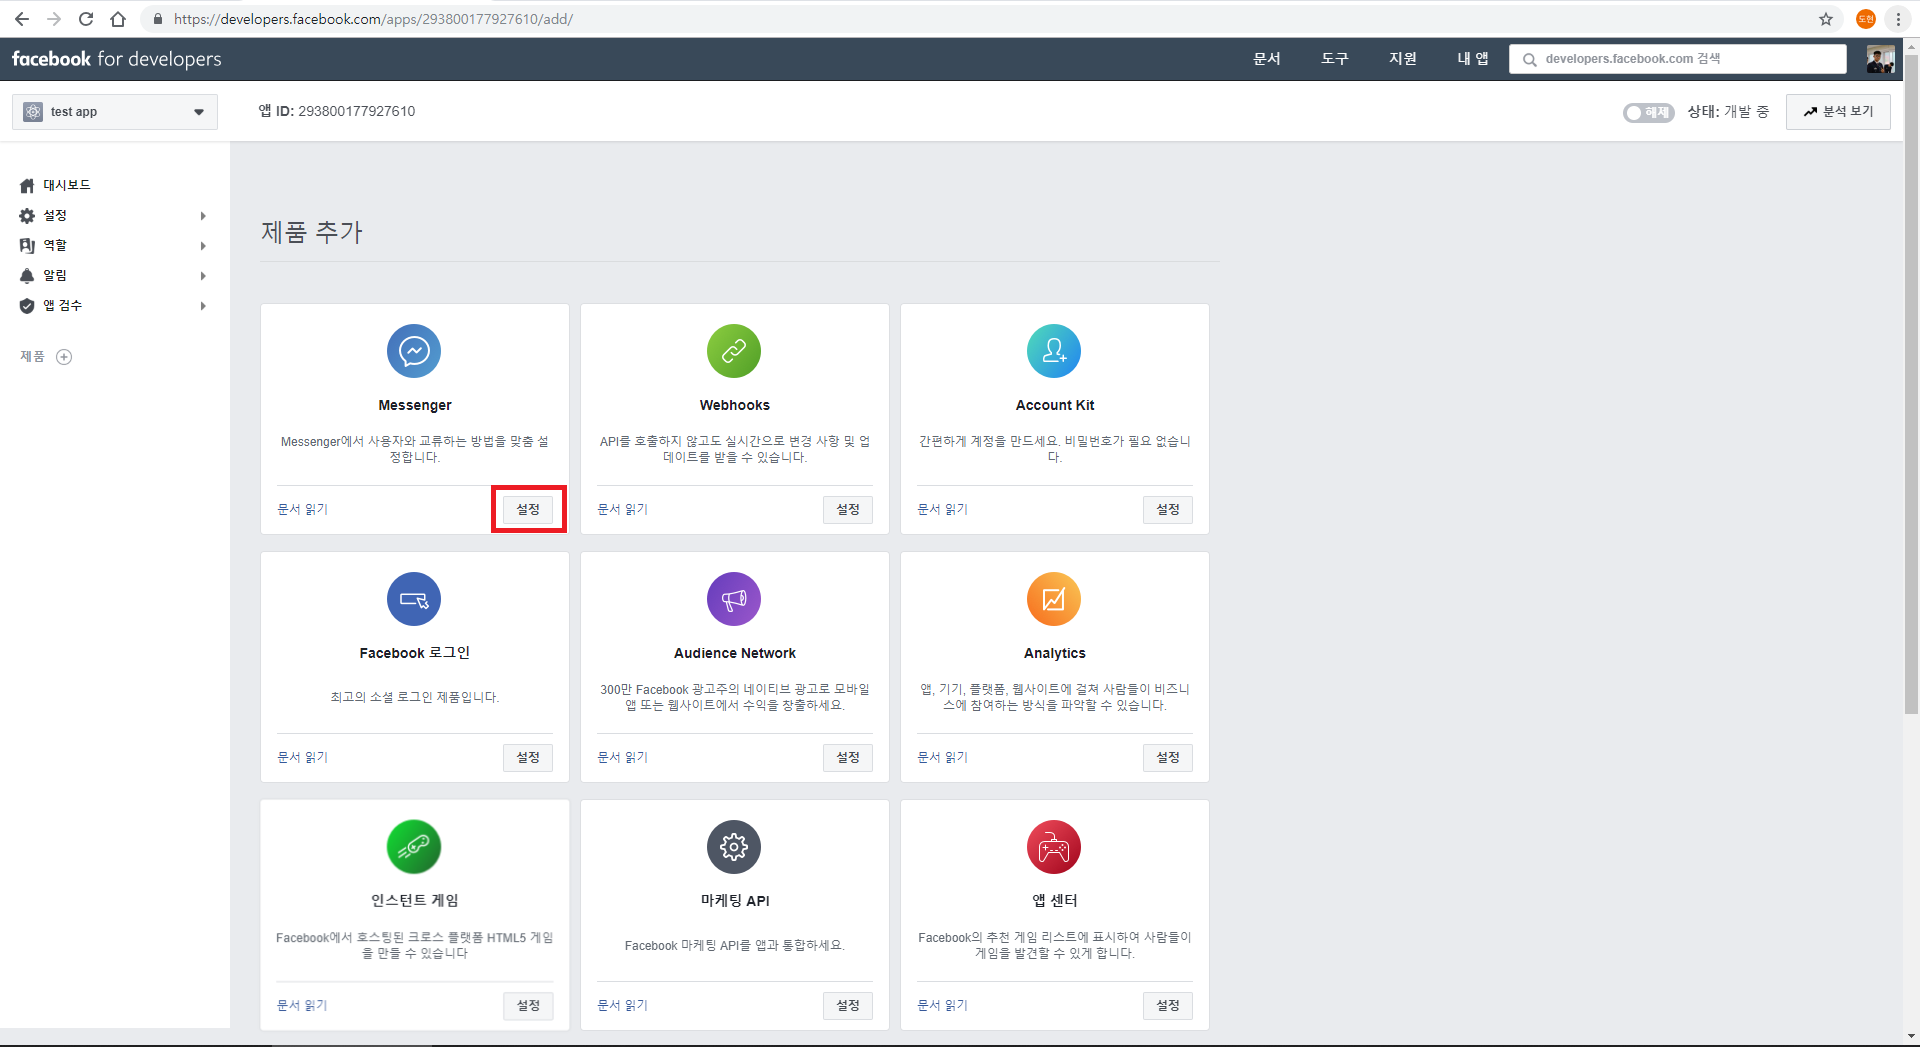 https://developers.facebook.com/apps/293800177927610/add/
도현
facebook for developers
문서
도구
지원
내 앱
developers.facebook.com 검색
test app
앱 ID: 293800177927610
해제
상태: 개발 중
분석 보기
대시보드
설정
역할
알림
앱 검수
제품
제품 추가
Messenger
Messenger에서 사용자와 교류하는 방법을 맞춤 설
정합니다.
문서 읽기
설정
Webhooks
API를 호출하지 않고도 실시간으로 변경 사항 및 업
데이트를 받을 수 있습니다.
문서 읽기
설정
Account Kit
간편하게 계정을 만드세요. 비밀번호가 필요 없습니
다.
문서 읽기
설정
Facebook 로그인
최고의 소셜 로그인 제품입니다.
문서 읽기
설정
Audience Network
300만 Facebook 광고주의 네이티브 광고로 모바일
앱 또는 웹사이트에서 수익을 창출하세요.
문서 읽기
설정
Analytics
앱, 기기, 플랫폼, 웹사이트에 걸쳐 사람들이 비즈니
스에 참여하는 방식을 파악할 수 있습니다.
문서 읽기
설정
인스턴트 게임
Facebook에서 호스팅된 크로스 플랫폼 HTML5 게임
을 만들 수 있습니다
문서 읽기
설정
마케팅 API
Facebook 마케팅 API를 앱과 통합하세요.
문서 읽기
설정
앱 센터
Facebook의 추천 게임 리스트에 표시하여 사람들이
게임을 발견할 수 있게 합니다.
문서 읽기
설정